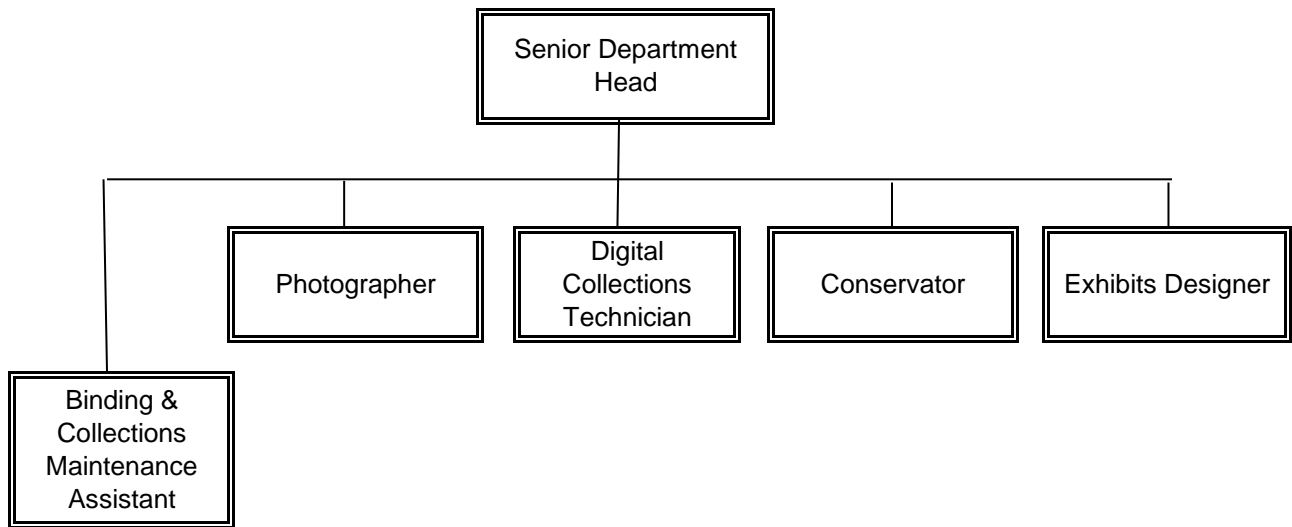 Senior Department
Head
Photographer
Digital
Collections
Technician
Conservator
Exhibits Designer
Binding &
Collections
Maintenance
Assistant